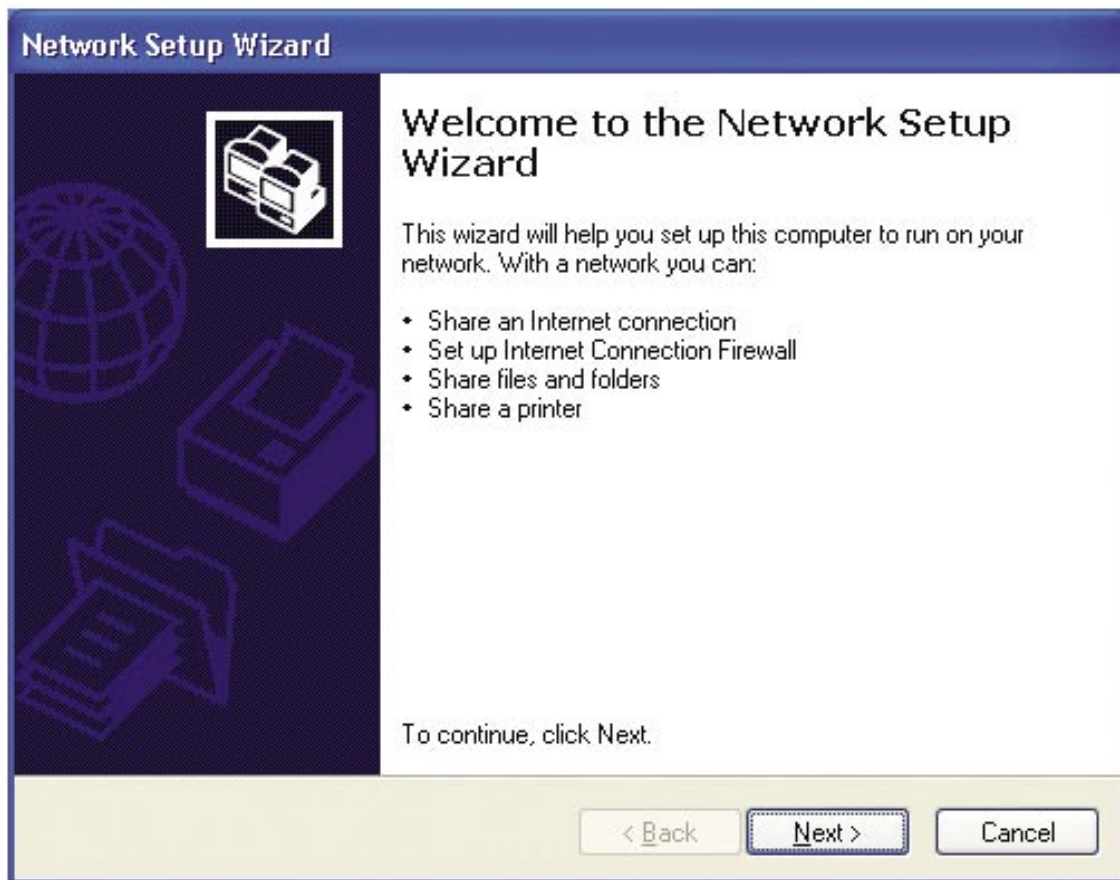 Network Setup Wizard
Welcome to the Network Setup
Wizard
This wizard will help you set up this computer to run on your
network. With a network you can:
• Share an Internet connection
• Set up Internet Connection Firewall
• Share files and folders
• Share a printer
To continue, click Next.
< Back Next > Cancel